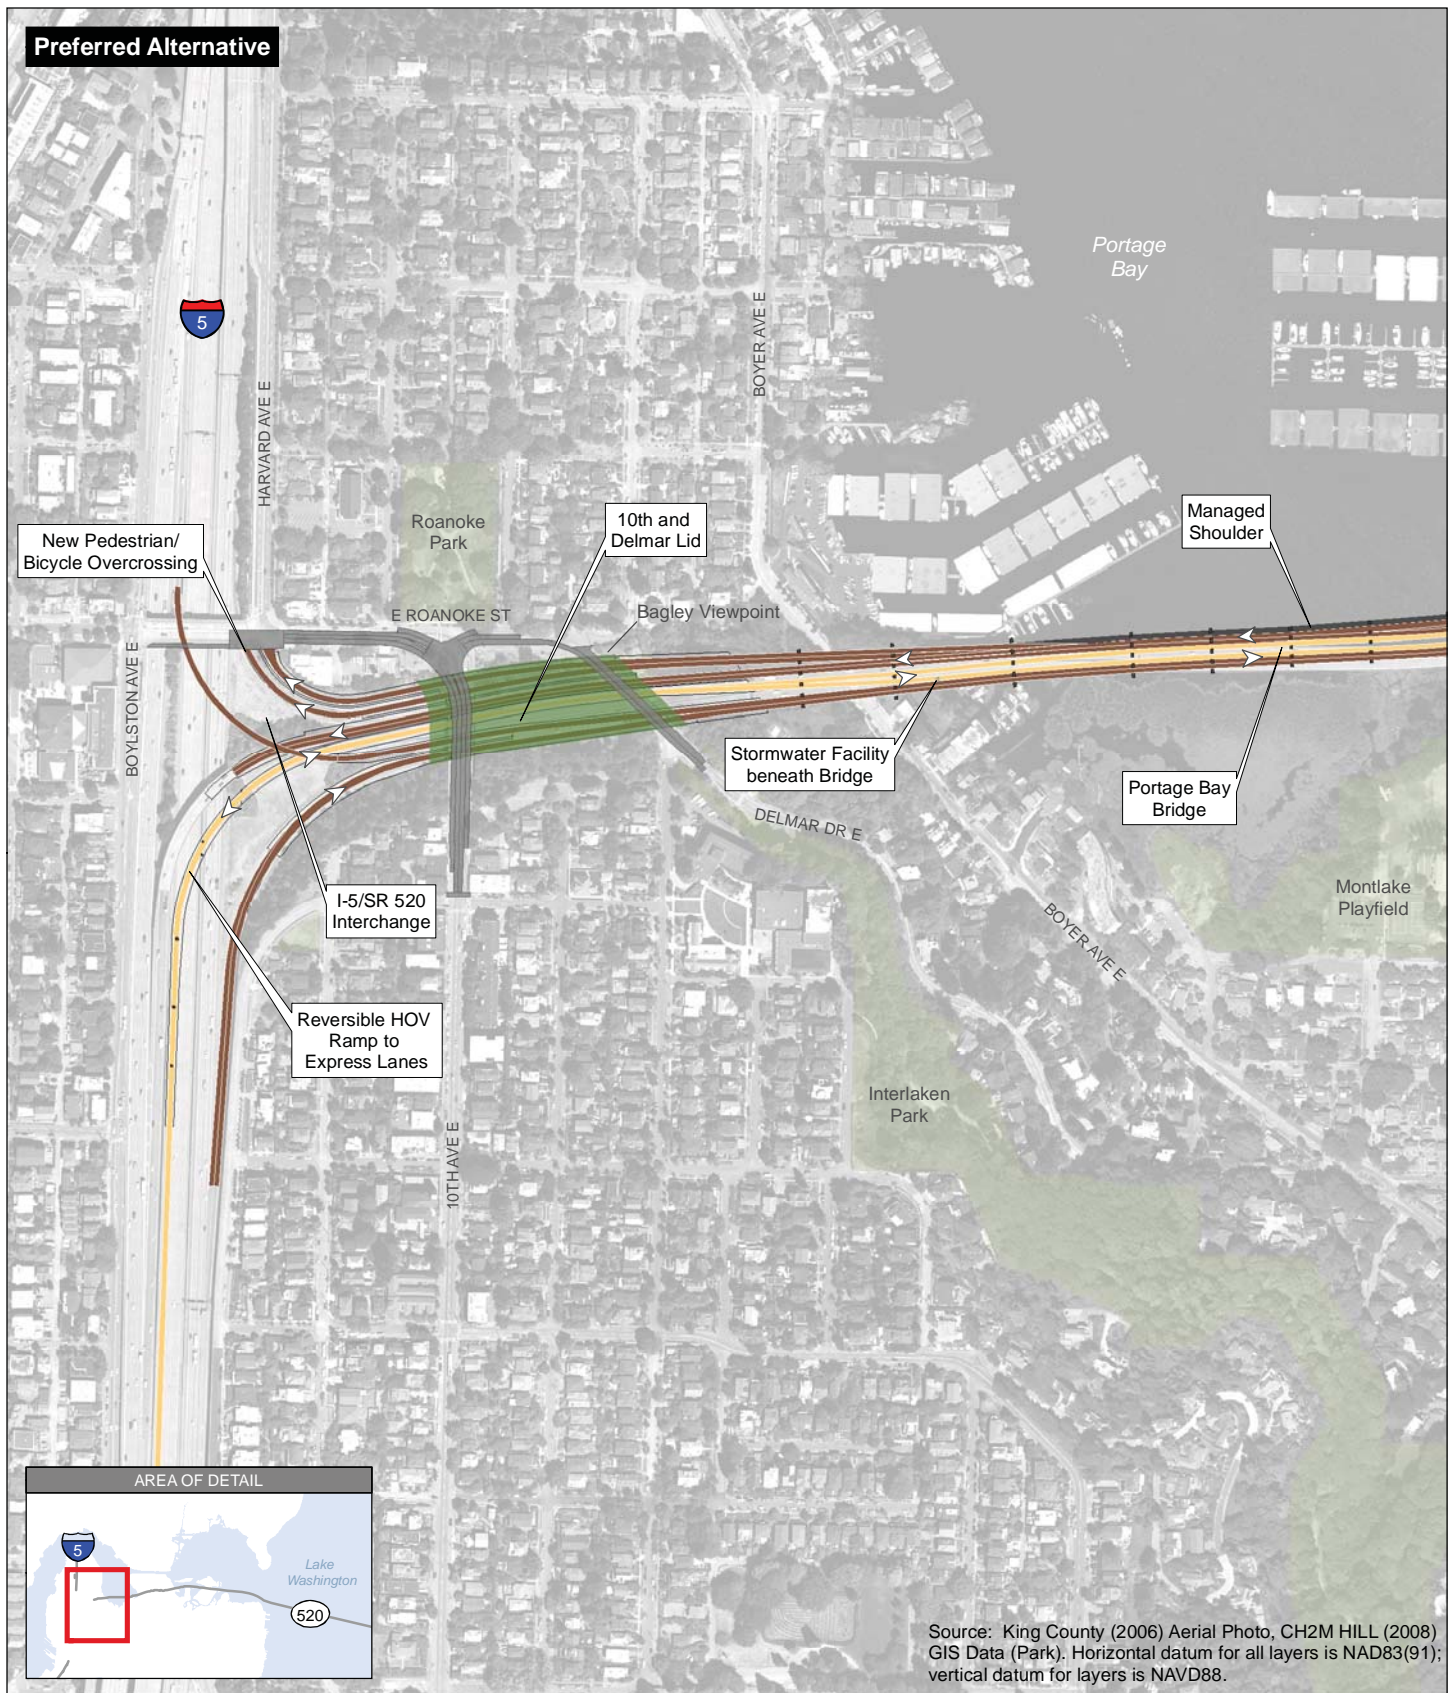 Preferred Alternative
Portage
Bay
5
BOYER AVE E
HARVARD AVE E
Roanoke
Park
10th and
Delmar Lid
Managed
Shoulder
New Pedestrian/
Bicycle Overcrossing
E ROANOKE ST
Bagley Viewpoint
BOYLSTON AVE E
Stormwater Facility
beneath Bridge
Portage Bay
Bridge
DELMAR DR E
I-5/SR 520
Interchange
Montlake
Playfield
BOYER AVE E
Reversible HOV
Ramp to
Express Lanes
Interlaken
Park
10TH AVE E
AREA OF DETAIL
5
Lake
Washington
520
Source: King County (2006) Aerial Photo, CH2M HILL (2008)
GIS Data (Park). Horizontal datum for all layers is NAD83(91);
vertical datum for layers is NAVD88.